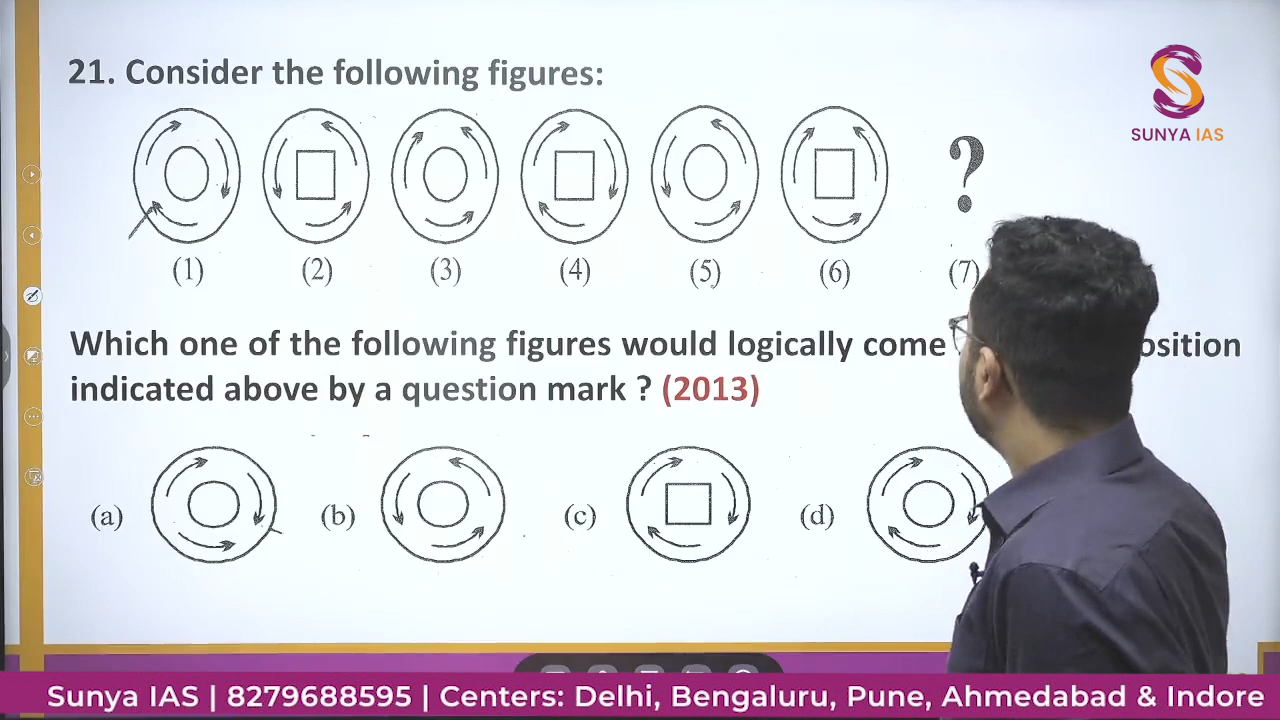 21. Consider the following figures:
SUNYA IAS
?
(1) (2) (3) (4) (5) (6) (7)
Which one of the following figures would logically come
indicated above by a question mark ? (2013)
(a) (b) (c) (d)
Sunya IAS | 8279688595 | Centers: Delhi, Bengaluru, Pune, Ahmedabad & Indore